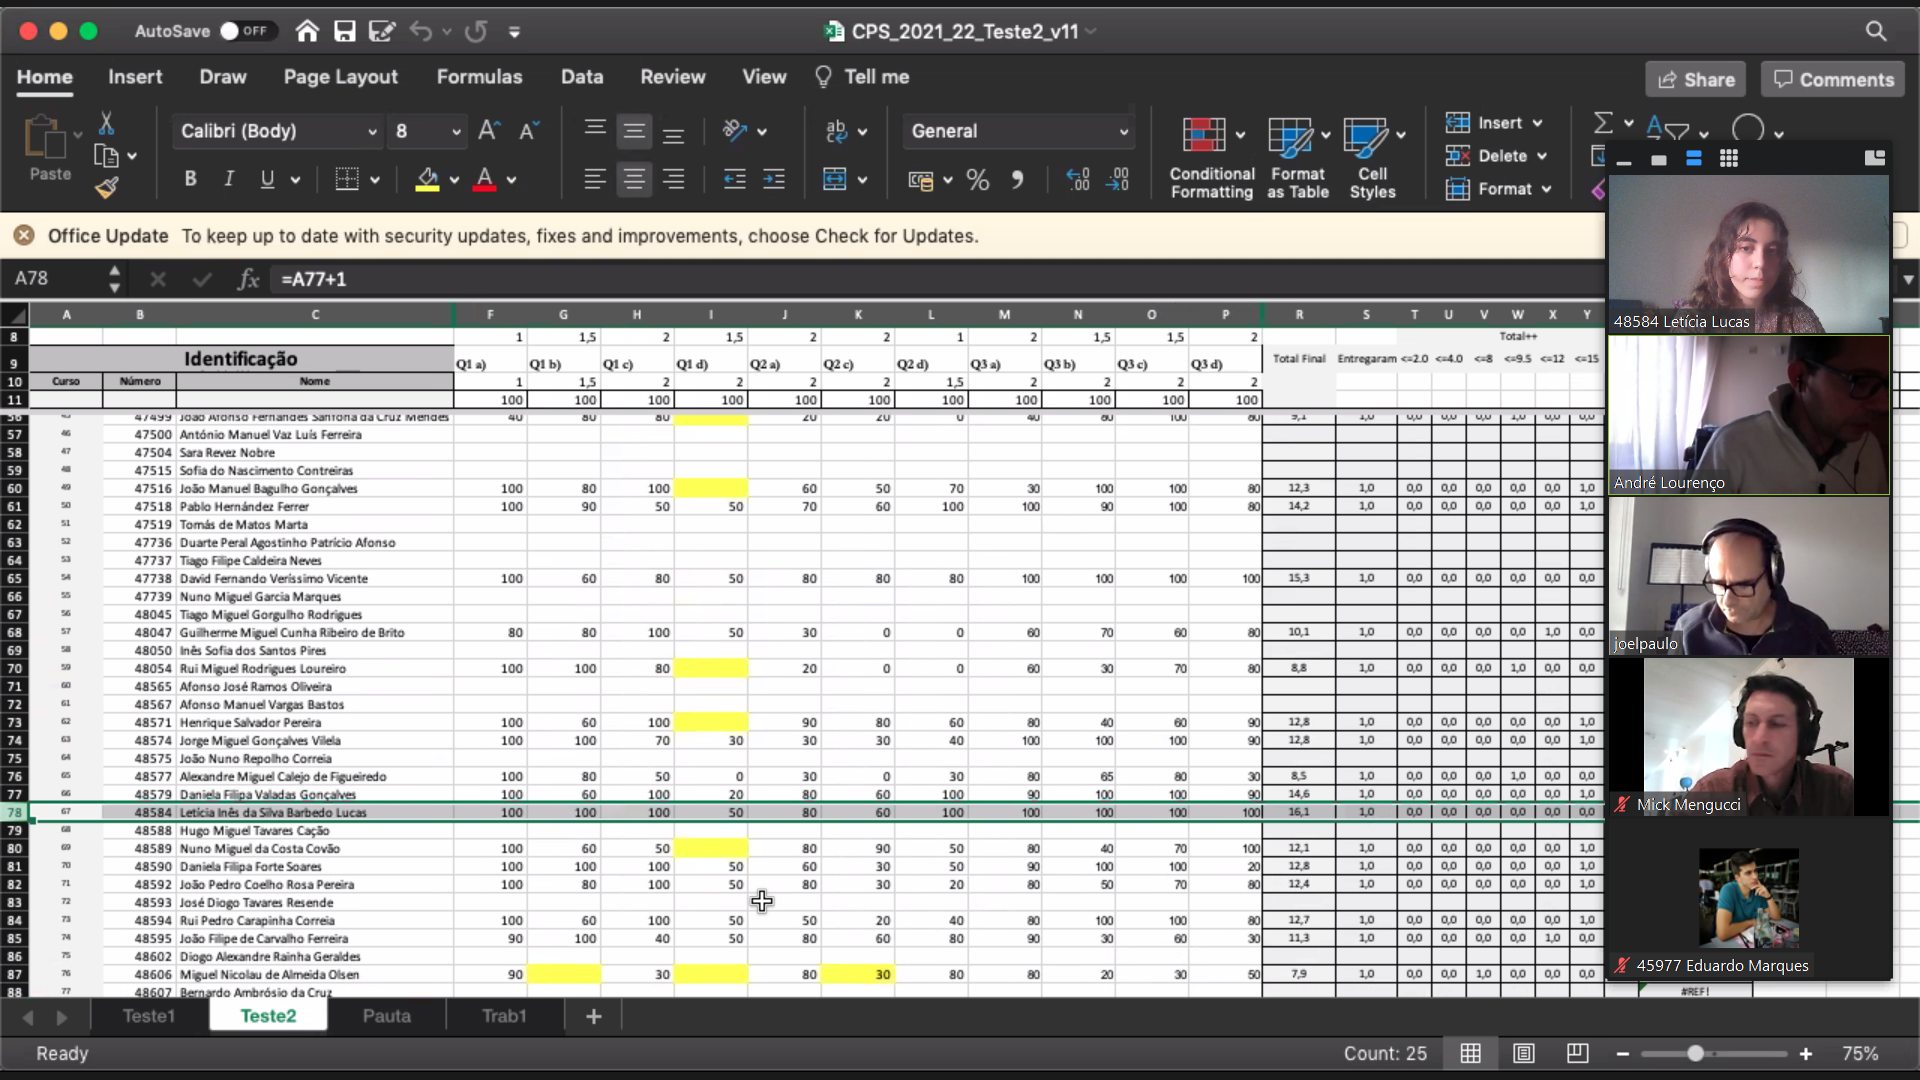 AutoSave OFF
CPS_2021_22_Teste2_v11
Home Insert Draw Page Layout Formulas Data Review View Tell me
Share Comments
Paste
Calibri (Body) 8
General
Conditional Formatting
Format as Table
Cell Styles
Insert
Delete
Format
Office Update To keep up to date with security updates, fixes and improvements, choose Check for Updates.
A78 fx =A77+1
A B C F G H I J K L M N O P R S T U V W X Y
8 1 1,5 2 1,5 2 2 1 2 1,5 1,5 2 Total++
9 Identificação Q1 a) Q1 b) Q1 c) Q1 d) Q2 a) Q2 c) Q2 d) Q3 a) Q3 b) Q3 c) Q3 d) Total Final Entregaram <=2.0 <=4.0 <=8 <=9.5 <=12 <=15
10 Curso Número Nome 1 1,5 2 2 2 2 1,5 2 2 2 2
11 100 100 100 100 100 100 100 100 100 100 100
56 45 47499 João Afonso Fernandes Santona da Cruz Mendes 40 80 80 20 20 0 40 80 100 80 9,1 1,0 0,0 0,0 0,0 1,0 0,0 0,0
57 46 47500 António Manuel Vaz Luís Ferreira
58 47 47504 Sara Revez Nobre
59 48 47515 Sofia do Nascimento Contreiras
60 49 47516 João Manuel Bagulho Gonçalves 100 80 100 60 50 70 30 100 100 80 12,3 1,0 0,0 0,0 0,0 0,0 0,0 1,0
61 50 47518 Pablo Hernández Ferrer 100 90 50 50 70 60 100 100 90 100 80 14,2 1,0 0,0 0,0 0,0 0,0 0,0 1,0
62 51 47519 Tomás de Matos Marta
63 52 47736 Duarte Peral Agostinho Patrício Afonso
64 53 47737 Tiago Filipe Caldeira Neves
65 54 47738 David Fernando Veríssimo Vicente 100 60 80 50 80 80 80 100 100 100 100 15,3 1,0 0,0 0,0 0,0 0,0 0,0 0,0
66 55 47739 Nuno Miguel Garcia Marques
67 56 48045 Tiago Miguel Gorgulho Rodrigues
68 57 48047 Guilherme Miguel Cunha Ribeiro de Brito 80 80 100 50 30 0 0 60 70 60 80 10,1 1,0 0,0 0,0 0,0 0,0 1,0 0,0
69 58 48050 Inês Sofia dos Santos Pires
70 59 48054 Rui Miguel Rodrigues Loureiro 100 100 80 20 0 0 60 30 70 80 8,8 1,0 0,0 0,0 0,0 1,0 0,0 0,0
71 60 48565 Afonso José Ramos Oliveira
72 61 48567 Afonso Manuel Vargas Bastos
73 62 48571 Henrique Salvador Pereira 100 60 100 90 80 60 80 40 60 90 12,8 1,0 0,0 0,0 0,0 0,0 0,0 1,0
74 63 48574 Jorge Miguel Gonçalves Vilela 100 100 70 30 30 30 40 100 100 100 90 12,8 1,0 0,0 0,0 0,0 0,0 0,0 1,0
75 64 48575 João Nuno Repolho Correia
76 65 48577 Alexandre Miguel Calejo de Figueiredo 100 80 50 0 30 0 30 80 65 80 30 8,5 1,0 0,0 0,0 0,0 1,0 0,0 0,0
77 66 48579 Daniela Filipa Valadas Gonçalves 100 60 100 20 80 60 100 90 100 100 90 14,6 1,0 0,0 0,0 0,0 0,0 0,0 1,0
78 67 48584 Letícia Inês da Silva Barbedo Lucas 100 100 100 50 80 60 100 100 100 100 100 16,1 1,0 0,0 0,0 0,0 0,0 0,0 0,0
79 68 48588 Hugo Miguel Tavares Cação
80 69 48589 Nuno Miguel da Costa Covão 100 60 50 80 90 50 80 40 70 100 12,1 1,0 0,0 0,0 0,0 0,0 0,0 1,0
81 70 48590 Daniela Filipa Forte Soares 100 100 100 50 60 30 50 90 100 100 20 12,8 1,0 0,0 0,0 0,0 0,0 0,0 1,0
82 71 48592 João Pedro Coelho Rosa Pereira 100 80 100 50 80 30 20 80 50 70 80 12,4 1,0 0,0 0,0 0,0 0,0 0,0 1,0
83 72 48593 José Diogo Tavares Resende
84 73 48594 Rui Pedro Carapinha Correia 100 60 100 50 50 20 40 80 100 100 80 12,7 1,0 0,0 0,0 0,0 0,0 0,0 1,0
85 74 48595 João Filipe de Carvalho Ferreira 90 100 40 50 80 60 80 90 30 60 30 11,3 1,0 0,0 0,0 0,0 0,0 1,0 0,0
86 75 48602 Diogo Alexandre Rainha Geraldes
87 76 48606 Miguel Nicolau de Almeida Olsen 90 30 80 30 80 80 20 30 50 7,9 1,0 0,0 0,0 1,0 0,0 0,0 0,0
88 77 48607 Bernardo Ambrósio da Cruz #REF!
48584 Letícia Lucas
André Lourenço
joelpaulo
Mick Mengucci
45977 Eduardo Marques
Teste1 Teste2 Pauta Trab1
Ready Count: 25 75%